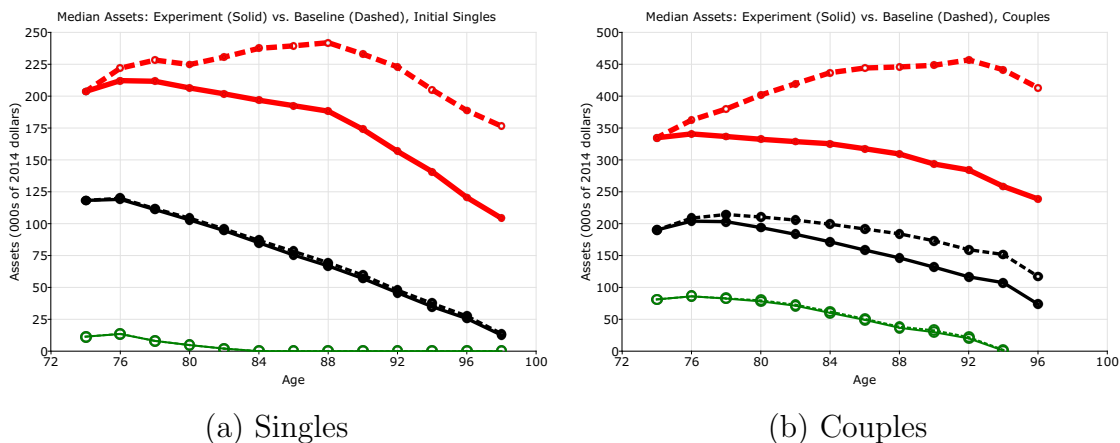 Median Assets: Experiment (Solid) vs. Baseline (Dashed), Initial Singles
Assets (000s of 2014 dollars)
250
225
200
175
150
125
100
75
50
25
0
72 76 80 84 88 92 96 100
Age
(a) Singles
Median Assets: Experiment (Solid) vs. Baseline (Dashed), Couples
Assets (000s of 2014 dollars)
500
450
400
350
300
250
200
150
100
50
0
72 76 80 84 88 92 96 100
Age
(b) Couples